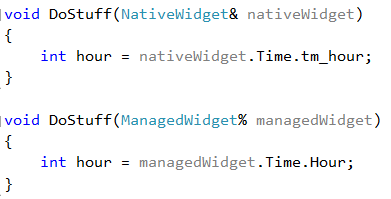 void DoStuff(NativeWidget& nativeWidget)
{
    int hour = nativeWidget.Time.tm_hour;
}

void DoStuff(ManagedWidget% managedWidget)
{
    int hour = managedWidget.Time.Hour;
}